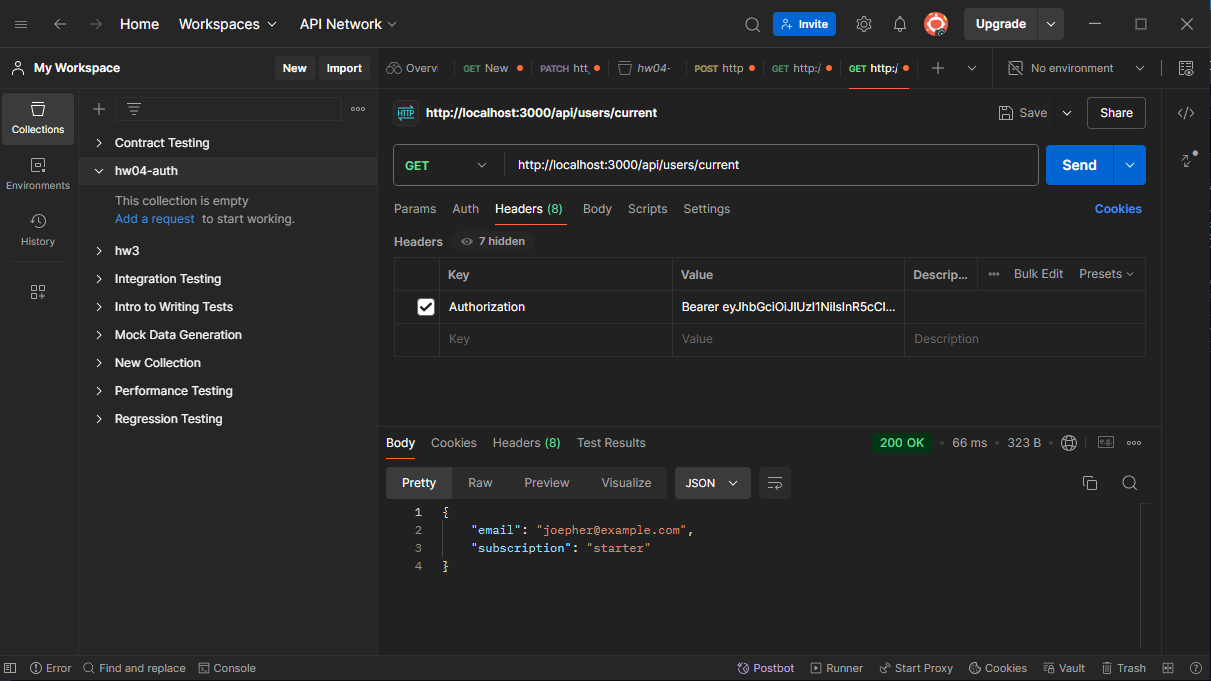 Home Workspaces API Network Invite Upgrade
My Workspace New Import Overvi GET New PATCH htt, hw04- POST http GET http:/ GET http:/ No environment
Collections
Environments
History
Contract Testing
hw04-auth
This collection is empty
Add a request to start working.
hw3
Integration Testing
Intro to Writing Tests
Mock Data Generation
New Collection
Performance Testing
Regression Testing
HTTP http://localhost:3000/api/users/current Save Share
GET http://localhost:3000/api/users/current Send
Params Auth Headers (8) Body Scripts Settings Cookies
Headers 7 hidden
Key Value Descrip... Bulk Edit Presets
Authorization Bearer eyJhbGciOiJIUzI1NiIsInR5cCI...
Key Value Description
Body Cookies Headers (8) Test Results 200 OK 66 ms 323 B e.g.
Pretty Raw Preview Visualize JSON
1 {
2 "email": "joepher@example.com",
3 "subscription": "starter"
4 }
Error Find and replace Console Postbot Runner Start Proxy Cookies Vault Trash